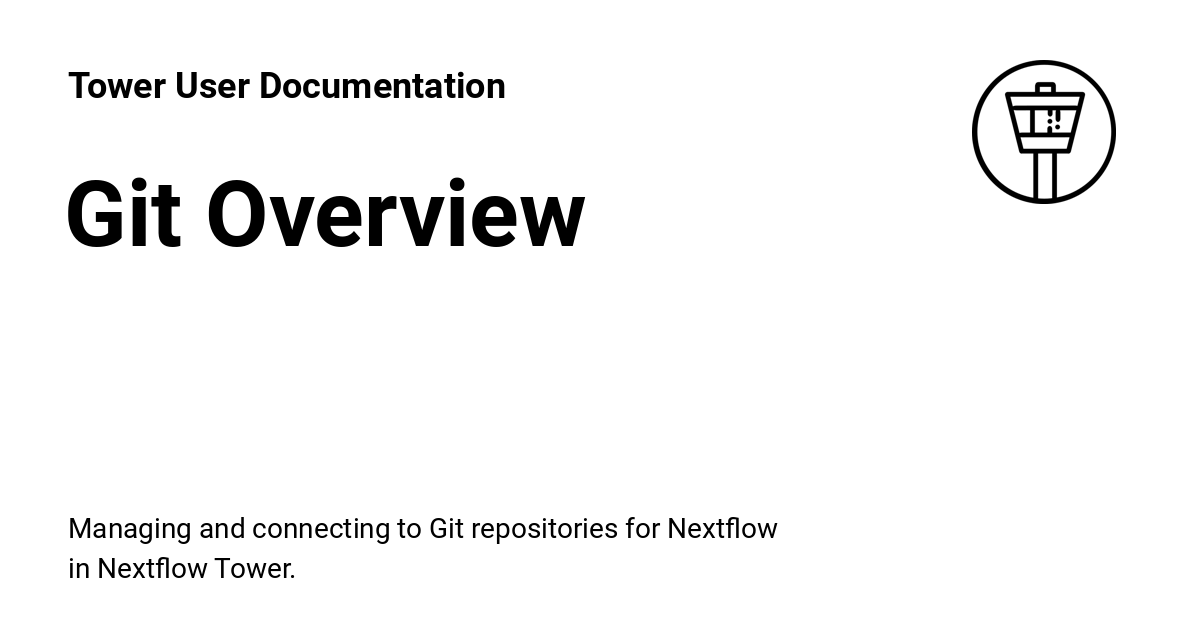 Tower User Documentation
Git Overview
Managing and connecting to Git repositories for Nextflow
in Nextflow Tower.